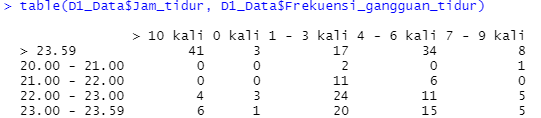 > table(D1_Data$Jam_tidur, D1_Data$Frekuensi_gangguan_tidur)
> 10 kali 0 kali 1 - 3 kali 4 - 6 kali 7 - 9 kali
> 23.59 41 3 17 34 8
20.00 - 21.00 0 0 2 0 1
21.00 - 22.00 0 0 11 6 0
22.00 - 23.00 4 3 24 11 5
23.00 - 23.59 6 1 20 15 5